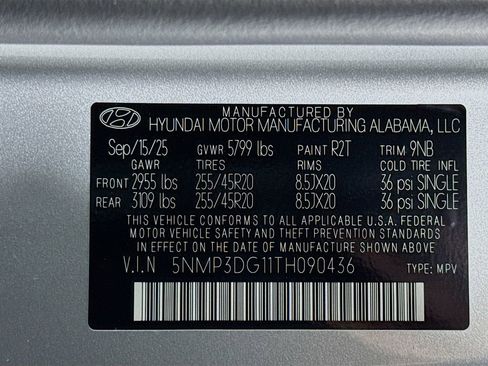 MANUFACTURED BY
HYUNDAI MOTOR MANUFACTURING ALABAMA, LLC
Sep/15/25 GVWR 5799 lbs PAINT R2T TRIM 9NB
GAWR TIRES RIMS COLD TIRE INFL
FRONT 2955 lbs 255/45R20 8.5JX20 36 psi SINGLE
REAR 3109 lbs 255/45R20 8.5JX20 36 psi SINGLE
THIS VEHICLE CONFORMS TO ALL APPLICABLE U.S.A. FEDERAL
MOTOR VEHICLE SAFETY AND THEFT PREVENTION STANDARDS
IN EFFECT ON THE DATE OF MANUFACTURE SHOWN ABOVE.
V.I.N 5NMP3DG11TH090436 TYPE: MPV